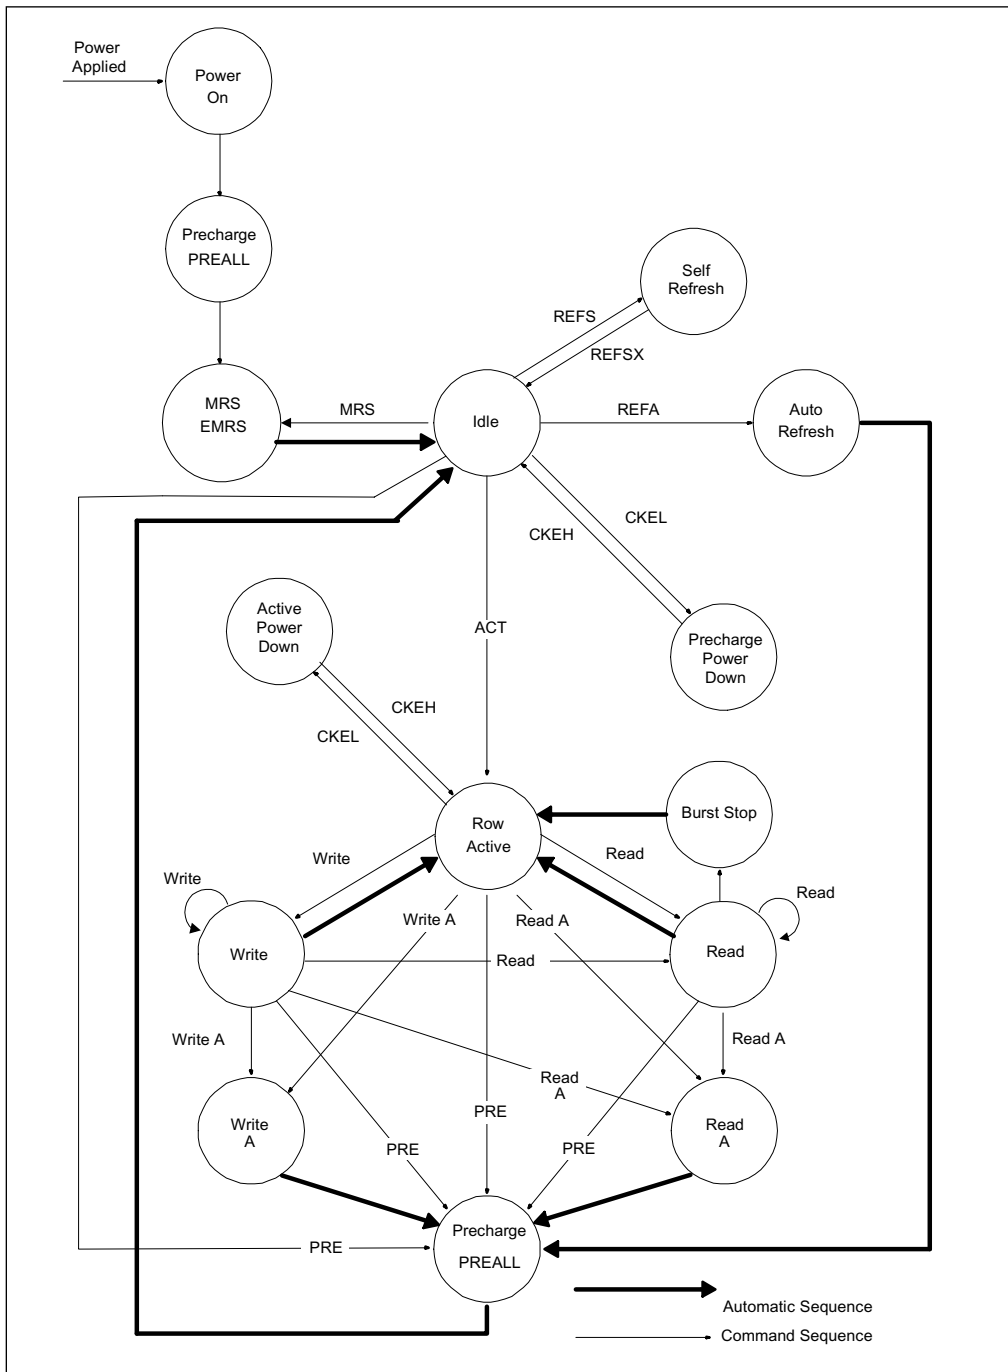 Power
Applied
Power
On
Precharge
PREALL
Self
Refresh
REFS
REFSX
MRS
EMRS
MRS
Idle
REFA
Auto
Refresh
CKEL
CKEH
Active
Power
Down
ACT
Precharge
Power
Down
CKEH
CKEL
Burst Stop
Row
Active
Write
Read
Write
Read
Write A
Read A
Write
Read
Read
Write A
Read A
Read
A
Write
A
PRE
Read
A
PRE
PRE
Precharge
PREALL
PRE
Automatic Sequence
Command Sequence